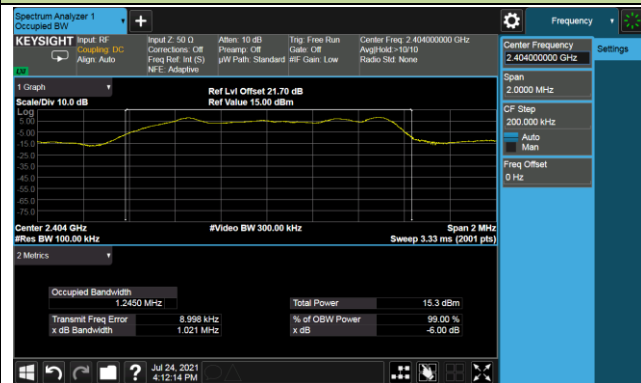 Spectrum Analyzer 1
Occupied BW
+
Frequency
KEYSIGHT
Input: RF
Coupling: DC
Align: Auto
Input Z: 50 Ω
Corrections: Off
Freq Ref: Int (S)
NFE: Adaptive
Atten: 10 dB
Preamp: Off
µW Path: Standard
Trig: Free Run
Gate: Off
#IF Gain: Low
Center Freq: 2.404000000 GHz
Avg|Hold:>10/10
Radio Std: None
Center Frequency
2.404000000 GHz
Settings
Span
2.0000 MHz
CF Step
200.000 kHz
Auto
Man
Freq Offset
0 Hz
1 Graph
Scale/Div 10.0 dB
Ref Lvl Offset 21.70 dB
Ref Value 15.00 dBm
Log
5.00
-5.00
-15.0
-25.0
-35.0
-45.0
-55.0
-65.0
-75.0
Center 2.404 GHz
#Res BW 100.00 kHz
#Video BW 300.00 kHz
Span 2 MHz
Sweep 3.33 ms (2001 pts)
2 Metrics
Occupied Bandwidth
1.2450 MHz
Total Power 15.3 dBm
Transmit Freq Error 8.998 kHz
% of OBW Power 99.00 %
x dB Bandwidth 1.021 MHz
x dB -6.00 dB
?
Jul 24, 2021
4:12:14 PM